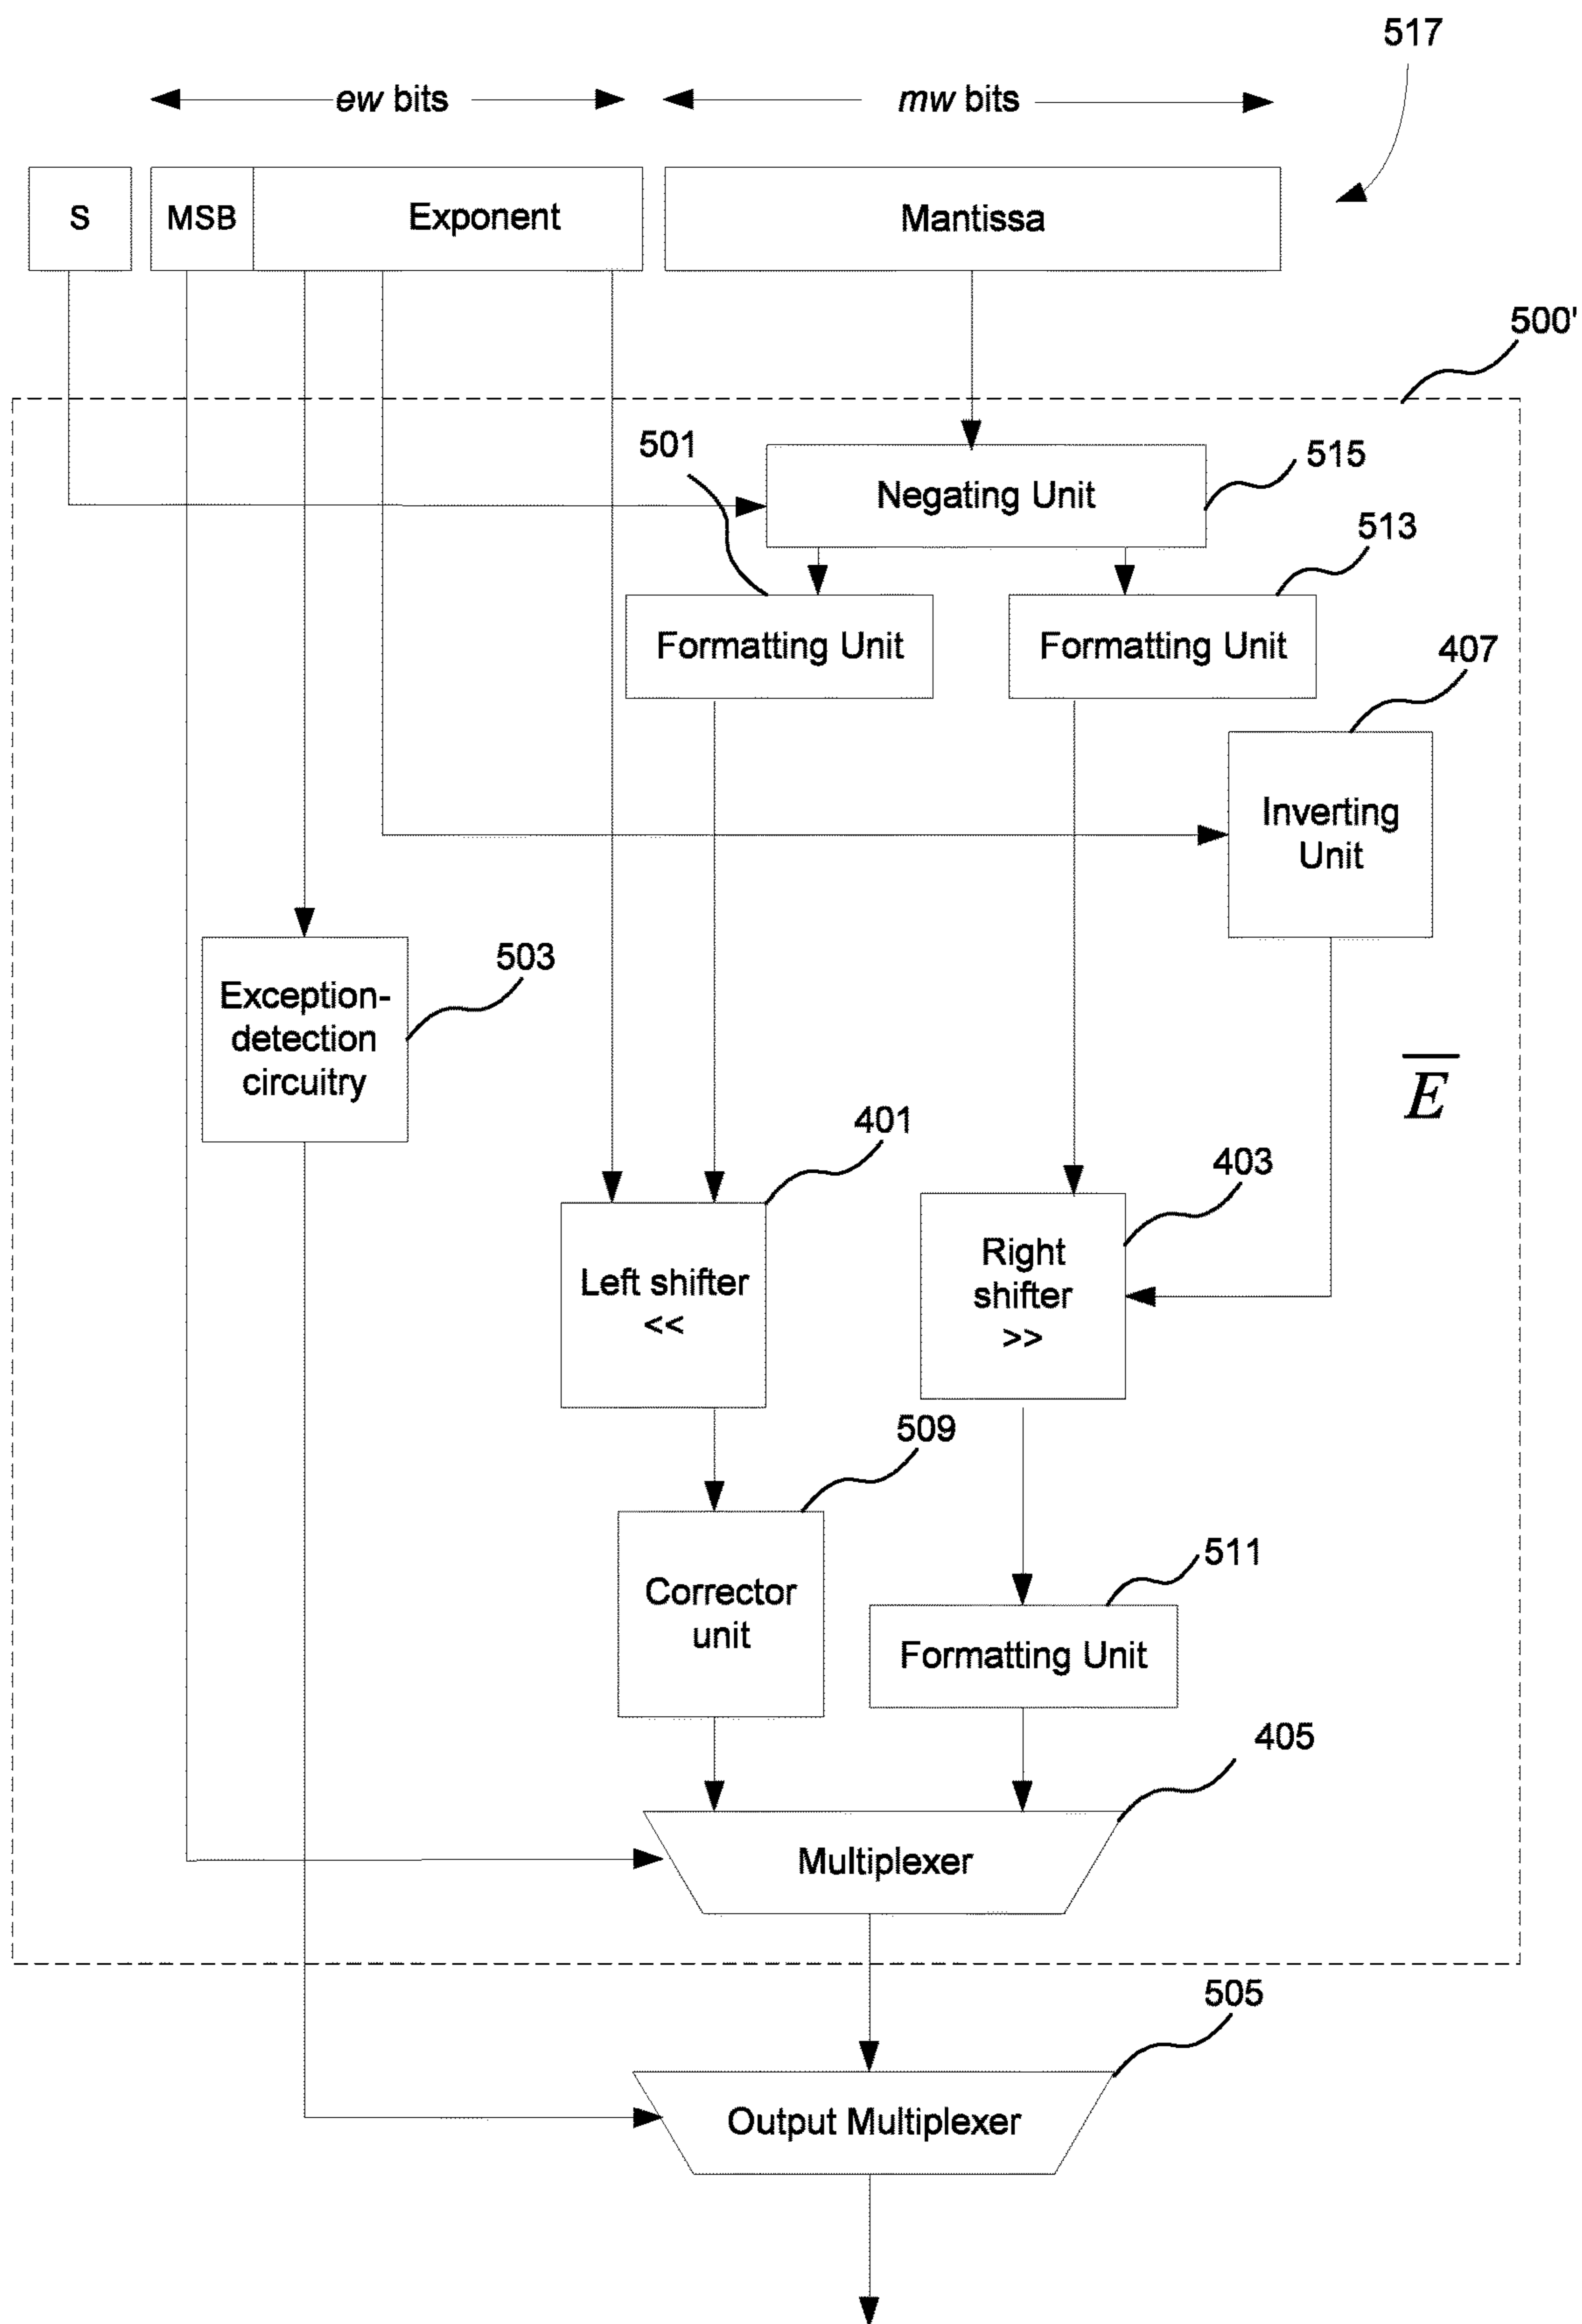 517
ew bits
mw bits
S
MSB
Exponent
Mantissa
500'
501
Negating Unit
515
513
Formatting Unit
Formatting Unit
407
Inverting
Unit
503
Exception-
detection
circuitry
E̅
401
403
Left shifter
<<
Right
shifter
>>
509
Corrector
unit
511
Formatting Unit
405
Multiplexer
505
Output Multiplexer